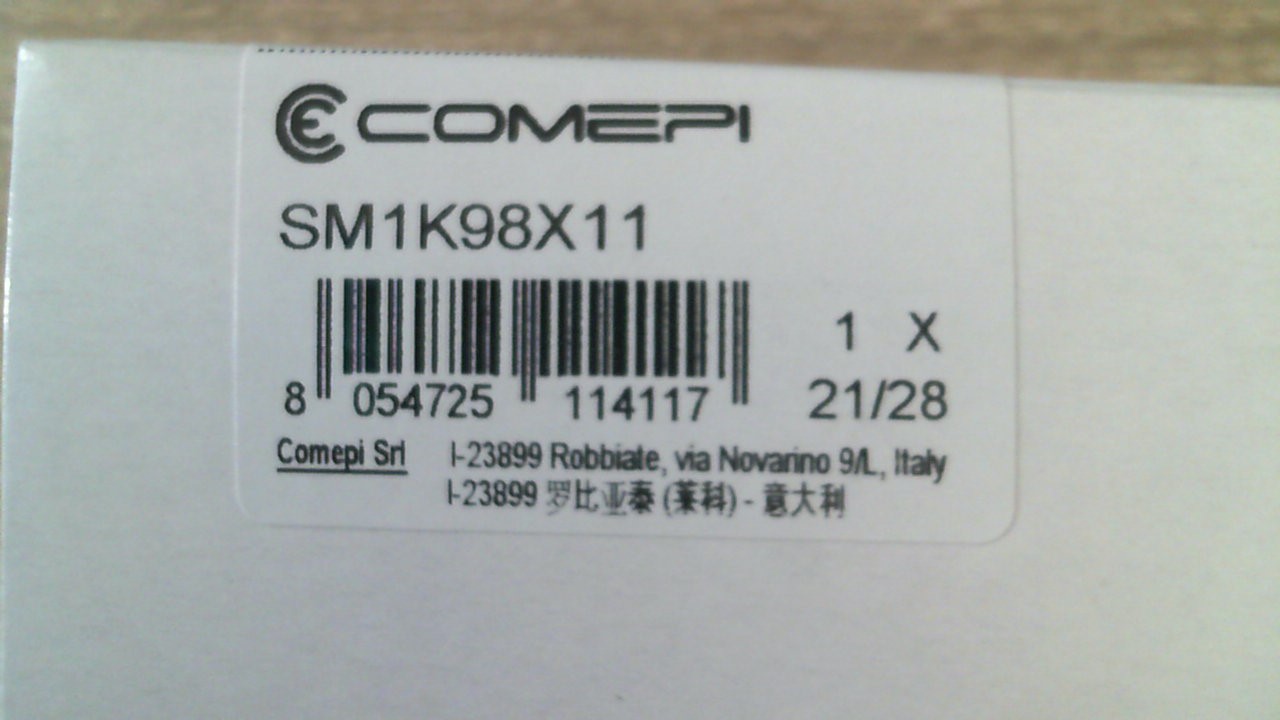 COMEPI
SM1K98X11
8 054725 114117
1 X
21/28
Comepi Srl I-23899 Robbiate, via Novarino 9/L, Italy
I-23899 罗比亚泰 (莱科) - 意大利